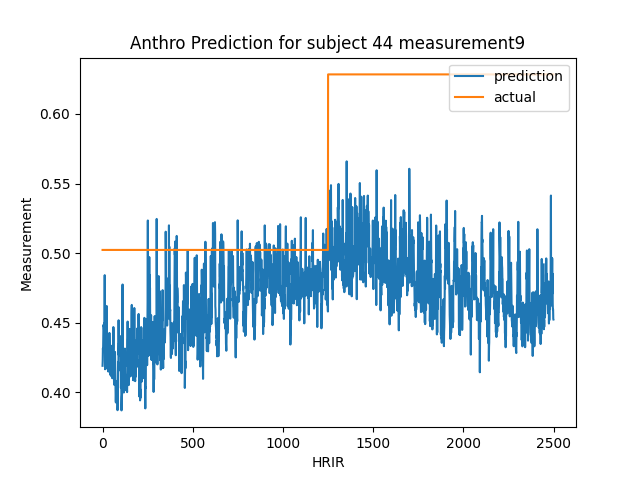 Anthro Prediction for subject 44 measurement9
prediction
actual
Measurement
0.60
0.55
0.50
0.45
0.40
0
500
1000
1500
2000
2500
HRIR